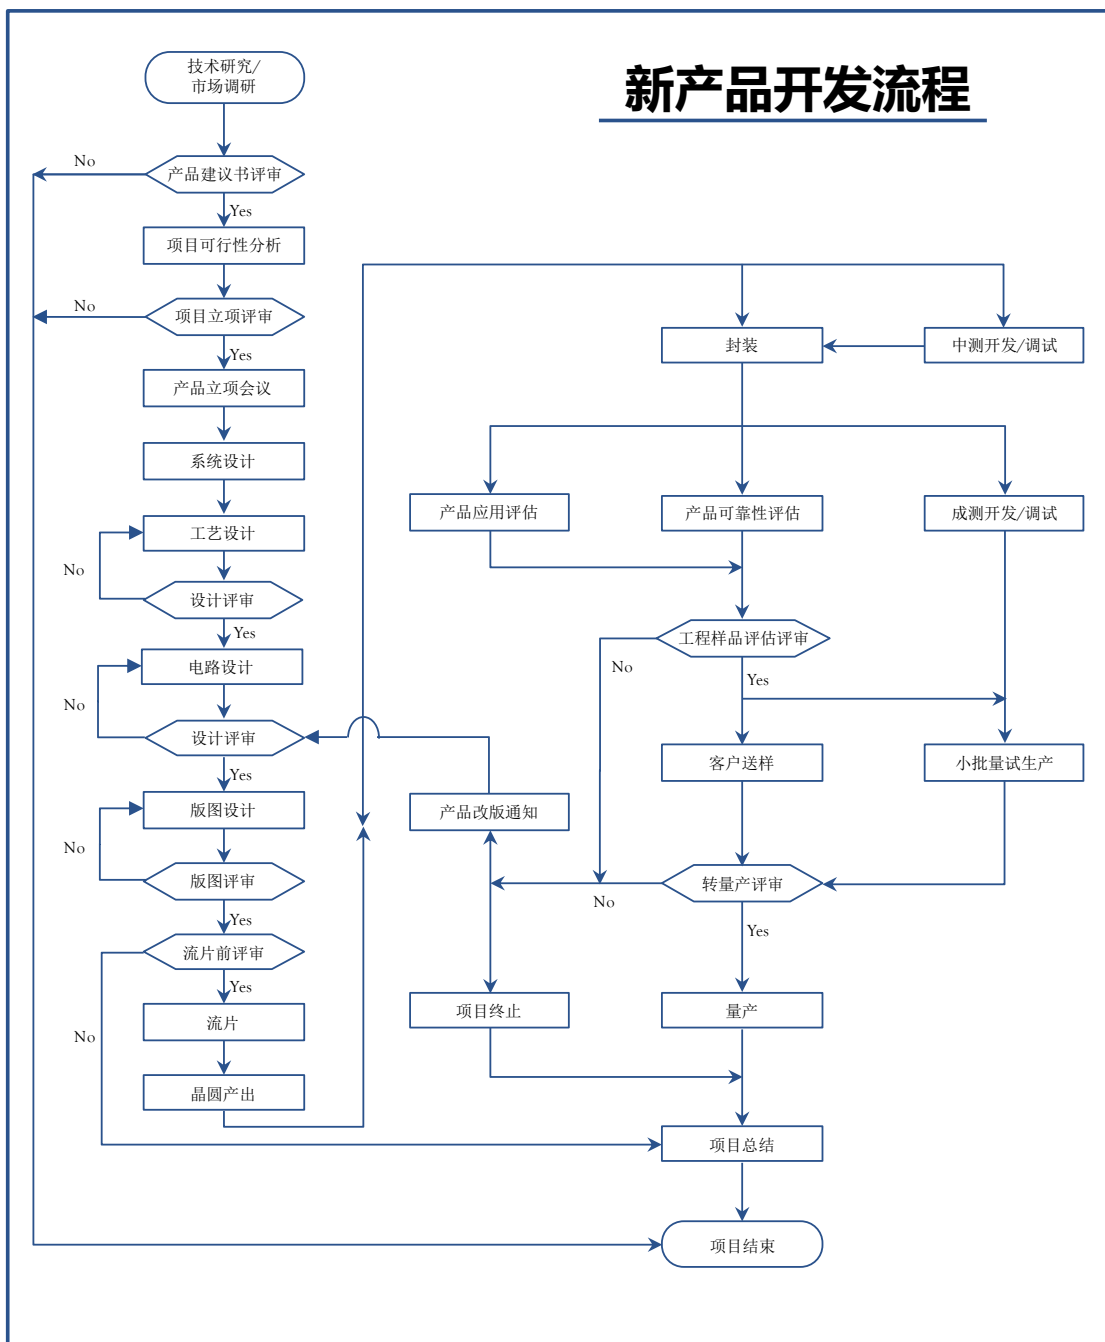 新产品开发流程
技术研究/
市场调研
No
产品建议书评审
Yes
项目可行性分析
No
项目立项评审
Yes
产品立项会议
系统设计
工艺设计
No
设计评审
Yes
电路设计
No
设计评审
Yes
版图设计
No
版图评审
Yes
流片前评审
Yes
No
流片
晶圆产出
封装
中测开发/调试
产品应用评估
产品可靠性评估
成测开发/调试
工程样品评估评审
No
Yes
客户送样
小批量试生产
产品改版通知
转量产评审
No
Yes
项目终止
量产
项目总结
项目结束